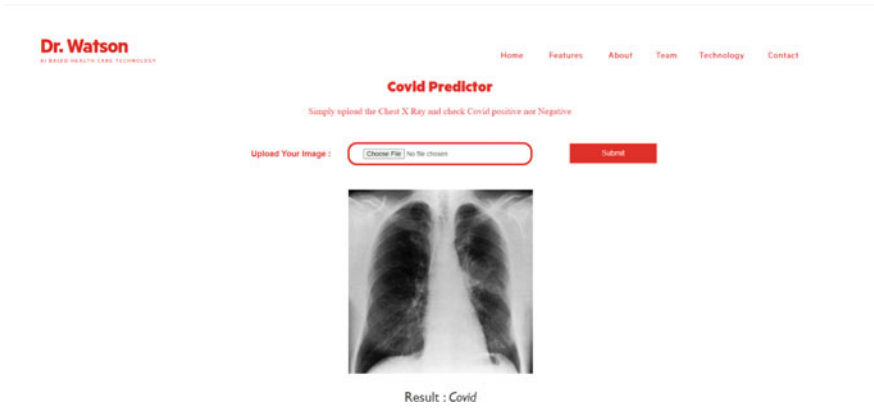 Dr. Watson
AI BASED HEALTH CARE TECHNOLOGY
Home Features About Team Technology Contact
Covid Predictor
Simply upload the Chest X Ray and check Covid positive nor Negative
Upload Your Image : Choose File No file chosen Submit
Result : Covid